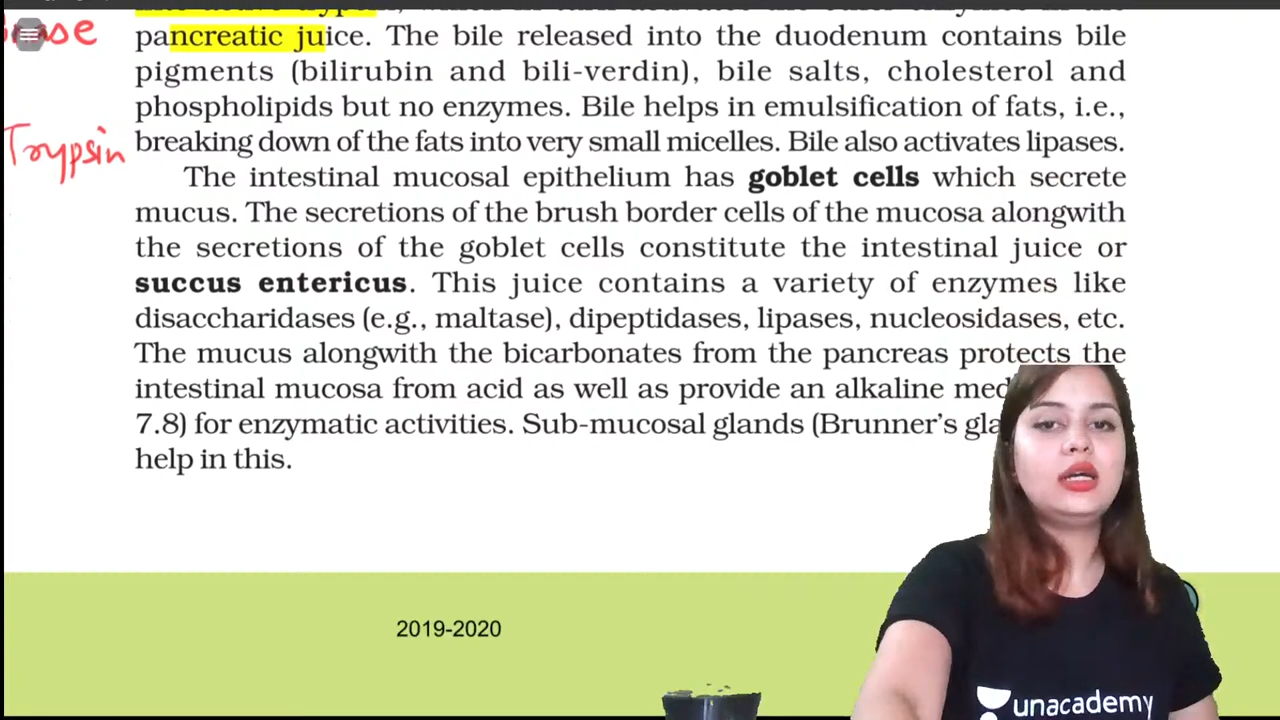 pancreatic juice. The bile released into the duodenum contains bile
pigments (bilirubin and bili-verdin), bile salts, cholesterol and
phospholipids but no enzymes. Bile helps in emulsification of fats, i.e.,
Trypsin
breaking down of the fats into very small micelles. Bile also activates lipases.
The intestinal mucosal epithelium has goblet cells which secrete
mucus. The secretions of the brush border cells of the mucosa alongwith
the secretions of the goblet cells constitute the intestinal juice or
succus entericus. This juice contains a variety of enzymes like
disaccharidases (e.g., maltase), dipeptidases, lipases, nucleosidases, etc.
The mucus alongwith the bicarbonates from the pancreas protects the
intestinal mucosa from acid as well as provide an alkaline
7.8) for enzymatic activities. Sub-mucosal glands (Brunner's
help in this.
2019-2020
unacademy